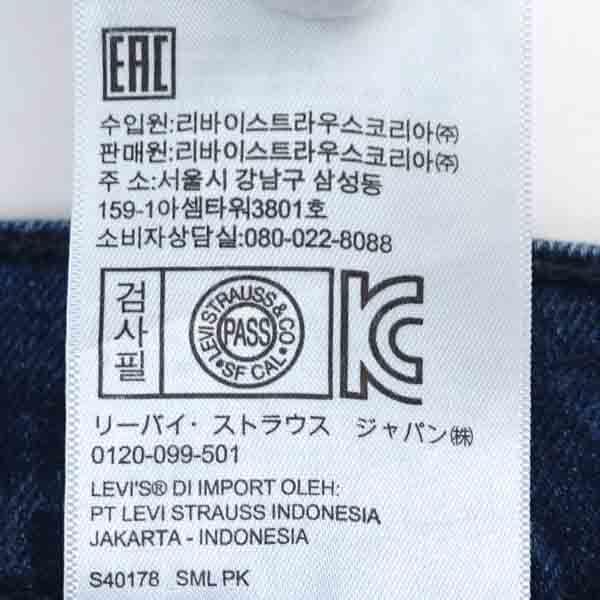 EAC
수입원:리바이스트라우스코리아㈜
판매원:리바이스트라우스코리아㈜
주 소:서울시 강남구 삼성동
159-1아셈타워3801호
소비자상담실:080-022-8088
검사필
LEVI STRAUSS & CO
PASS
• SF CAL •
KC
リーバイ・ストラウス ジャパン㈱
0120-099-501
LEVI'S® DI IMPORT OLEH:
PT LEVI STRAUSS INDONESIA
JAKARTA - INDONESIA
S40178 SML PK